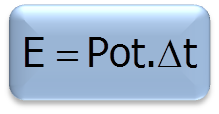 E = Pot.Δt